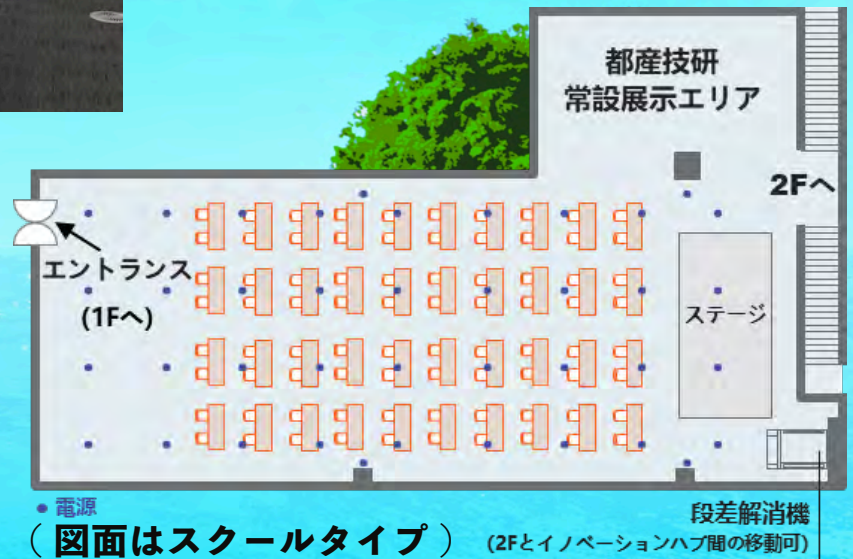 都産技研
常設展示エリア
2Fへ
エントランス
(1Fへ)
ステージ
● 電源
（図面はスクールタイプ）
段差解消機
(2Fとイノベーションハブ間の移動可)